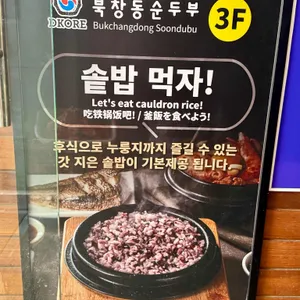 DKORE
북창동순두부
Bukchangdong Soondubu
3F
솥밥 먹자!
Let's eat cauldron rice!
吃铁锅饭吧! / 釜飯を食べよう!
후식으로 누룽지까지 즐길 수 있는
갓 지은 솥밥이 기본제공 됩니다.